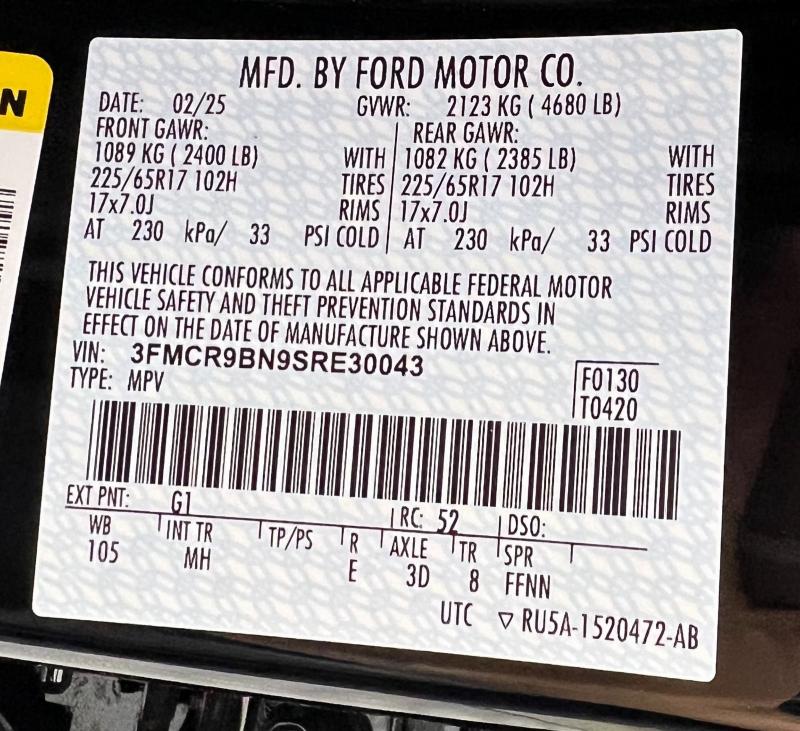 N
MFD. BY FORD MOTOR CO.
DATE: 02/25 GVWR: 2123 KG ( 4680 LB)
FRONT GAWR: REAR GAWR:
1089 KG ( 2400 LB) WITH 1082 KG ( 2385 LB) WITH
225/65R17 102H TIRES 225/65R17 102H TIRES
17x7.0J RIMS 17x7.0J RIMS
AT 230 kPa/ 33 PSI COLD AT 230 kPa/ 33 PSI COLD
THIS VEHICLE CONFORMS TO ALL APPLICABLE FEDERAL MOTOR
VEHICLE SAFETY AND THEFT PREVENTION STANDARDS IN
EFFECT ON THE DATE OF MANUFACTURE SHOWN ABOVE.
VIN: 3FMCR9BN9SRE30043
F0130
TYPE: MPV
T0420
EXT PNT: G1 RC: 52 DSO:
WB INT TR TP/PS R AXLE TR SPR
105 MH E 3D 8 FFNN
UTC ▽ RU5A-1520472-AB